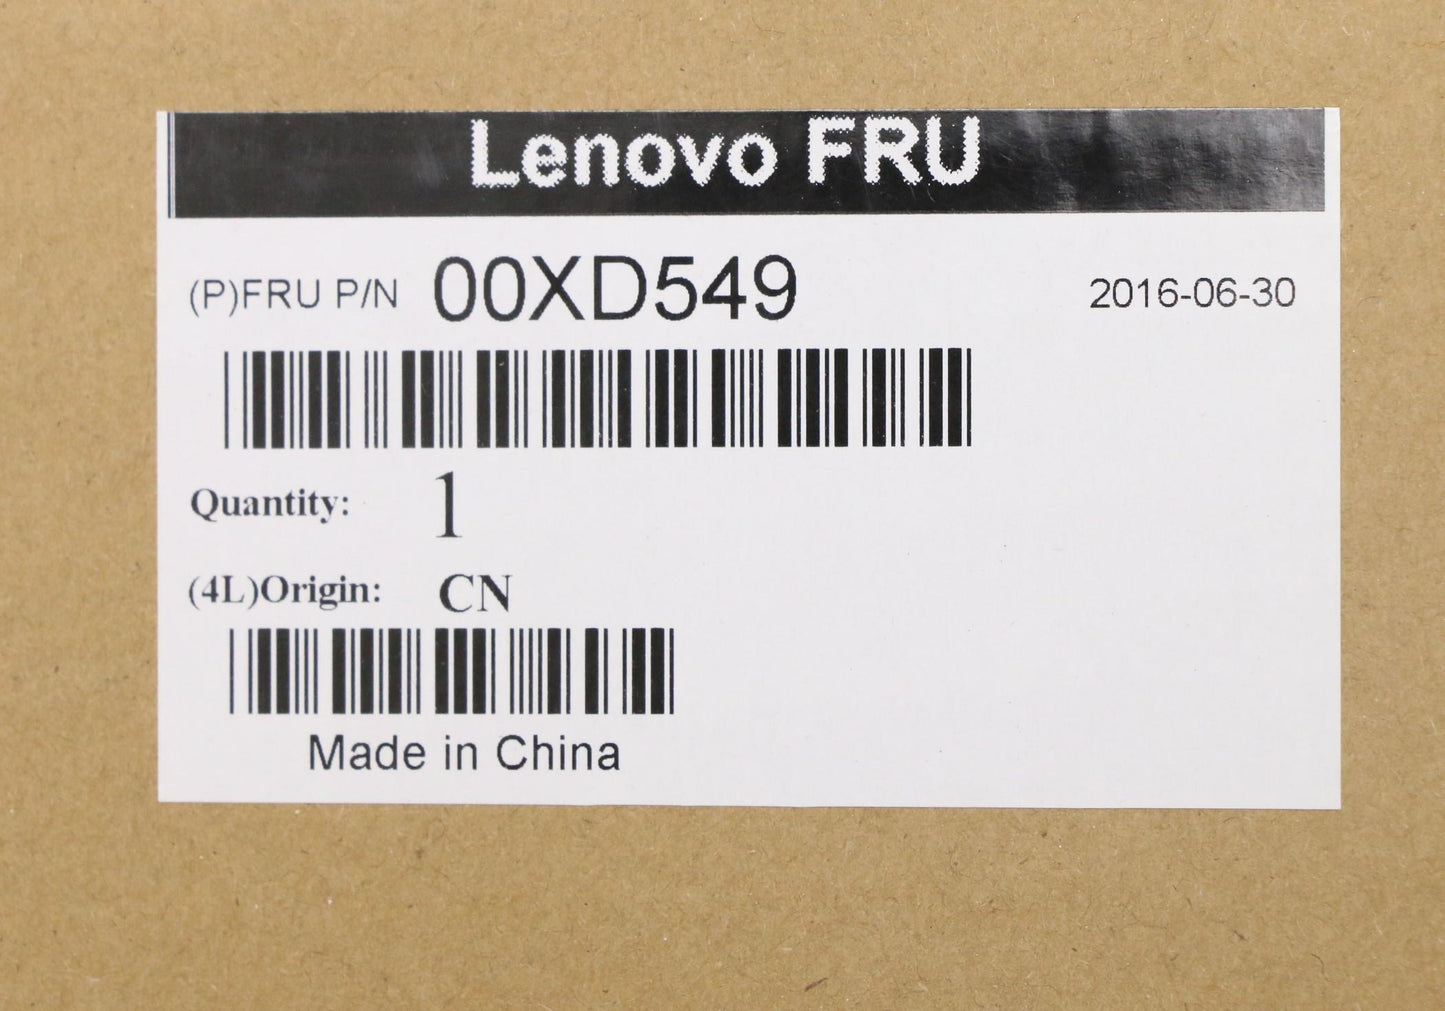 Lenovo FRU
(P)FRU P/N 00XD549 2016-06-30
Quantity: 1
(4L)Origin: CN
Made in China